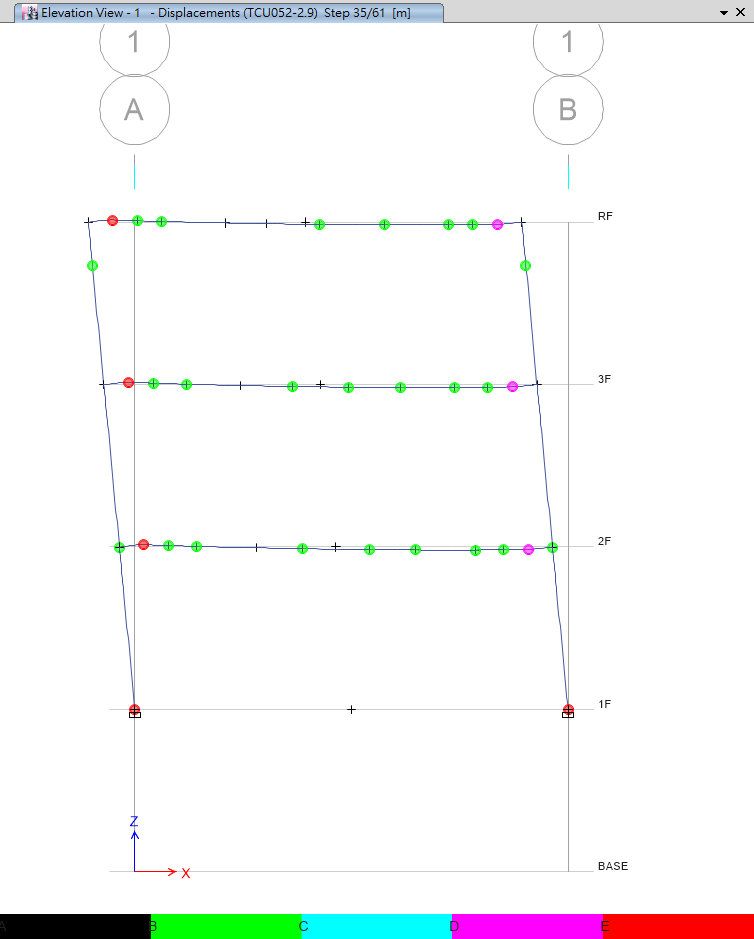 Elevation View - 1 - Displacements (TCU052-2.9) Step 35/61 [m]
1 1
A B
RF
3F
2F
1F
Z
X
BASE
A B C D E